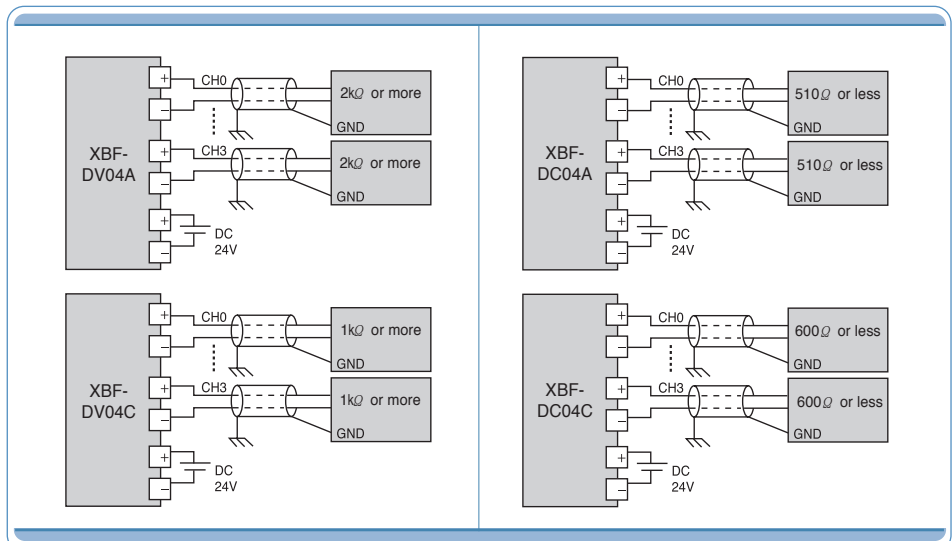 XBF-
DV04A
CH0
2kΩ or more
GND
CH3
2kΩ or more
GND
DC
24V
+
−
+
−
+
−
XBF-
DC04A
CH0
510Ω or less
GND
CH3
510Ω or less
GND
DC
24V
+
−
+
−
+
−
XBF-
DV04C
CH0
1kΩ or more
GND
CH3
1kΩ or more
GND
DC
24V
+
−
+
−
+
−
XBF-
DC04C
CH0
600Ω or less
GND
CH3
600Ω or less
GND
DC
24V
+
−
+
−
+
−